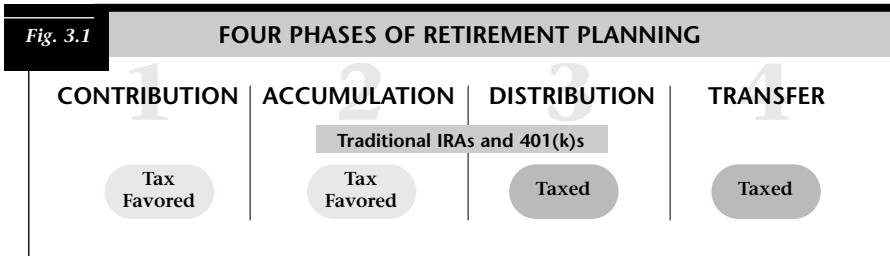 Fig. 3.1
FOUR PHASES OF RETIREMENT PLANNING
1 2 3 4
CONTRIBUTION ACCUMULATION DISTRIBUTION TRANSFER
Traditional IRAs and 401(k)s
Tax Favored
Tax Favored
Taxed
Taxed